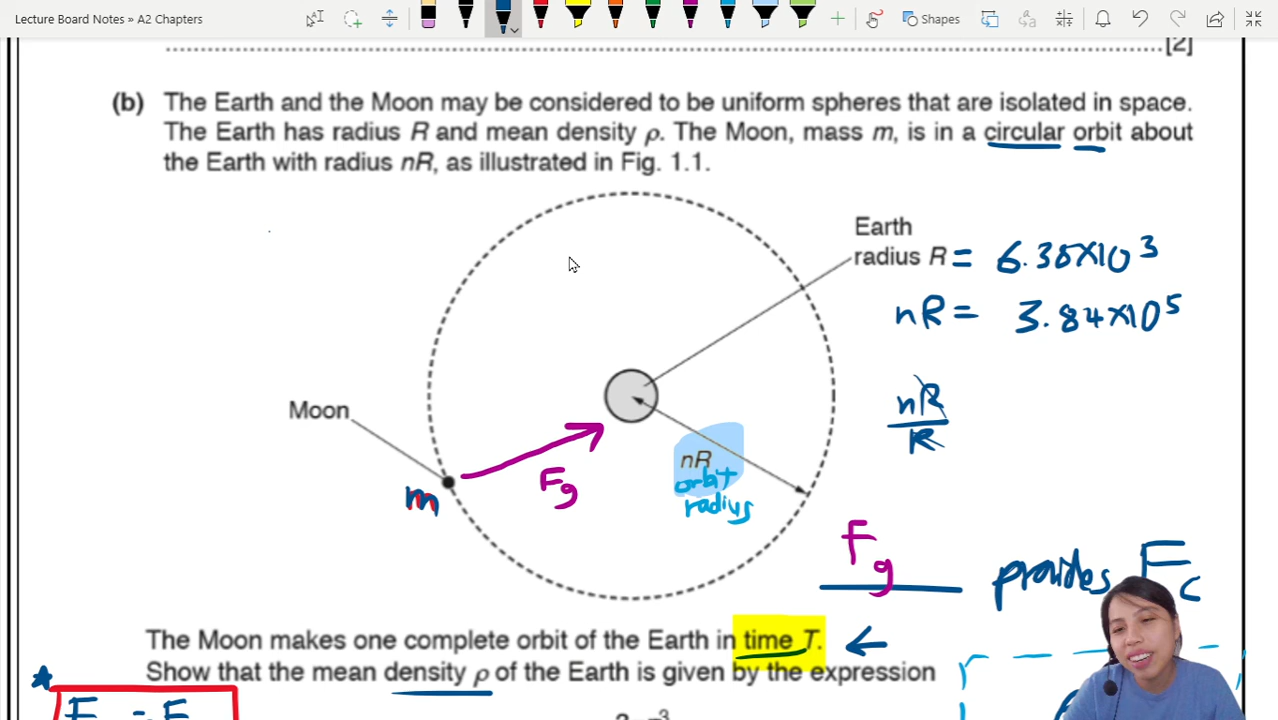 Lecture Board Notes » A2 Chapters
Shapes
[2]
(b) The Earth and the Moon may be considered to be uniform spheres that are isolated in space.
The Earth has radius R and mean density ρ. The Moon, mass m, is in a circular orbit about
the Earth with radius nR, as illustrated in Fig. 1.1.
Earth
radius R = 6.38×10³
nR = 3.84×10⁵
nR
R
Moon
m
Fg
nR
orbit
radius
Fg provides Fc
The Moon makes one complete orbit of the Earth in time T.
Show that the mean density ρ of the Earth is given by the expression